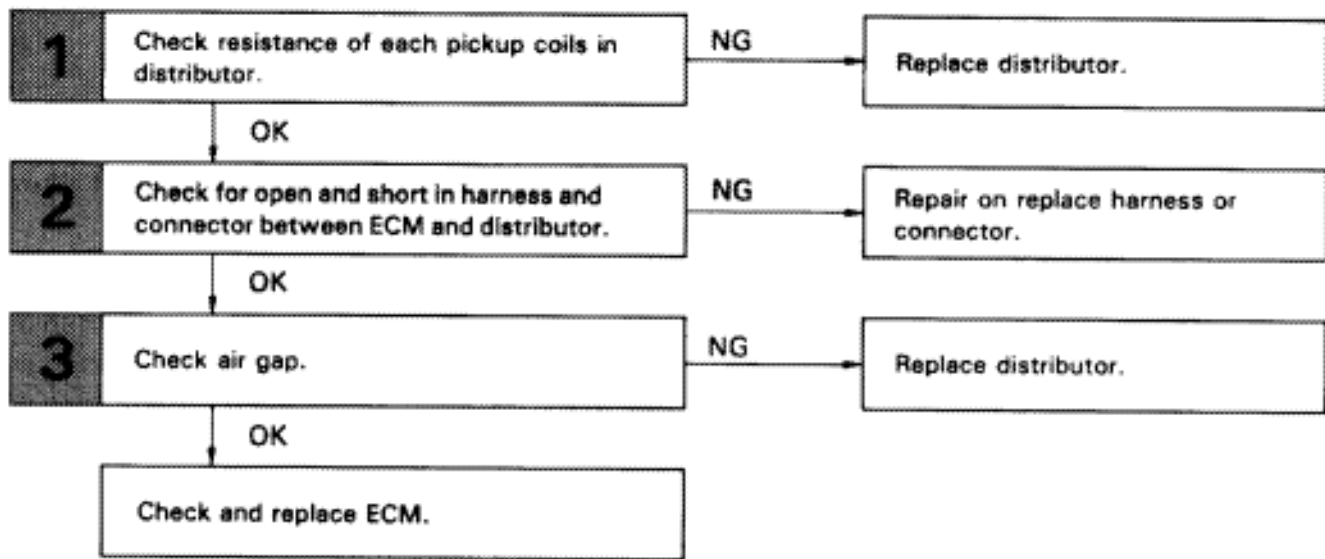 1
Check resistance of each pickup coils in
distributor.
NG
Replace distributor.
OK
2
Check for open and short in harness and
connector between ECM and distributor.
NG
Repair on replace harness or
connector.
OK
3
Check air gap.
NG
Replace distributor.
OK
Check and replace ECM.